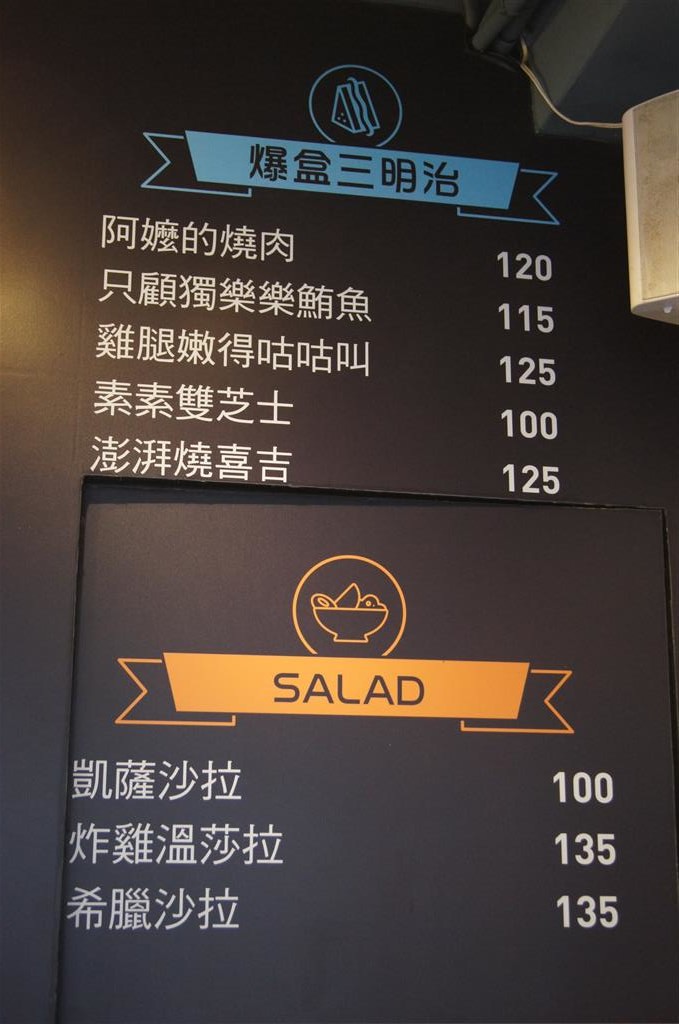 爆盒三明治
阿嬤的燒肉 120
只顧獨樂樂鮪魚 115
雞腿嫩得咕咕叫 125
素素雙芝士 100
澎湃燒喜吉 125
SALAD
凱薩沙拉 100
炸雞溫莎拉 135
希臘沙拉 135